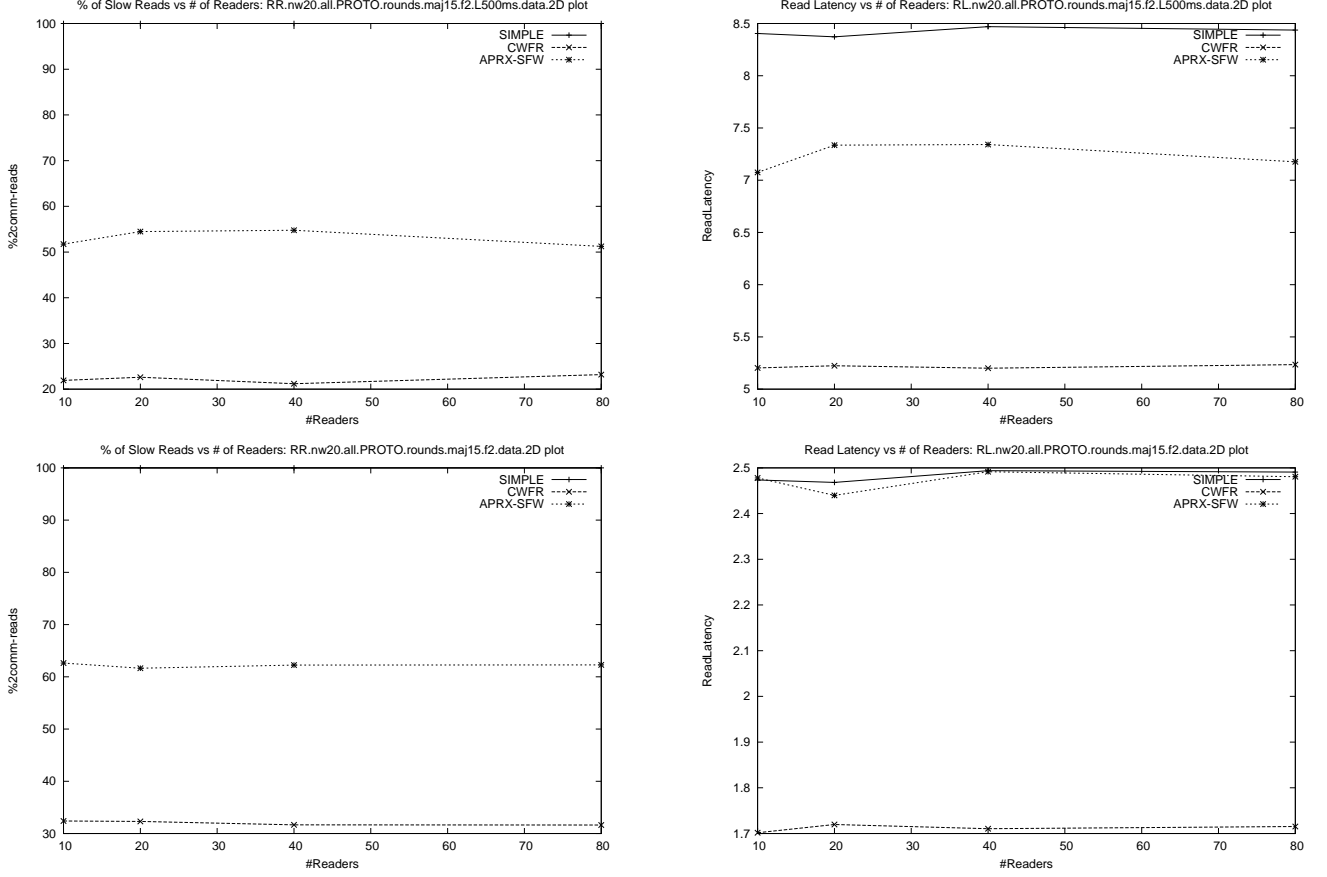 % of Slow Reads vs # of Readers: RR.nw20.all.PROTO.rounds.maj15.f2.L500ms.data.2D plot
100
90
80
70
60
50
40
30
20
%2comm-reads
SIMPLE
CWFR
APRX-SFW
10 20 30 40 50 60 70 80
#Readers
Read Latency vs # of Readers: RL.nw20.all.PROTO.rounds.maj15.f2.L500ms.data.2D plot
8.5
8
7.5
7
6.5
6
5.5
5
ReadLatency
SIMPLE
CWFR
APRX-SFW
10 20 30 40 50 60 70 80
#Readers
% of Slow Reads vs # of Readers: RR.nw20.all.PROTO.rounds.maj15.f2.data.2D plot
100
90
80
70
60
50
40
30
%2comm-reads
SIMPLE
CWFR
APRX-SFW
10 20 30 40 50 60 70 80
#Readers
Read Latency vs # of Readers: RL.nw20.all.PROTO.rounds.maj15.f2.data.2D plot
2.5
2.4
2.3
2.2
2.1
2
1.9
1.8
1.7
ReadLatency
SIMPLE
CWFR
APRX-SFW
10 20 30 40 50 60 70 80
#Readers